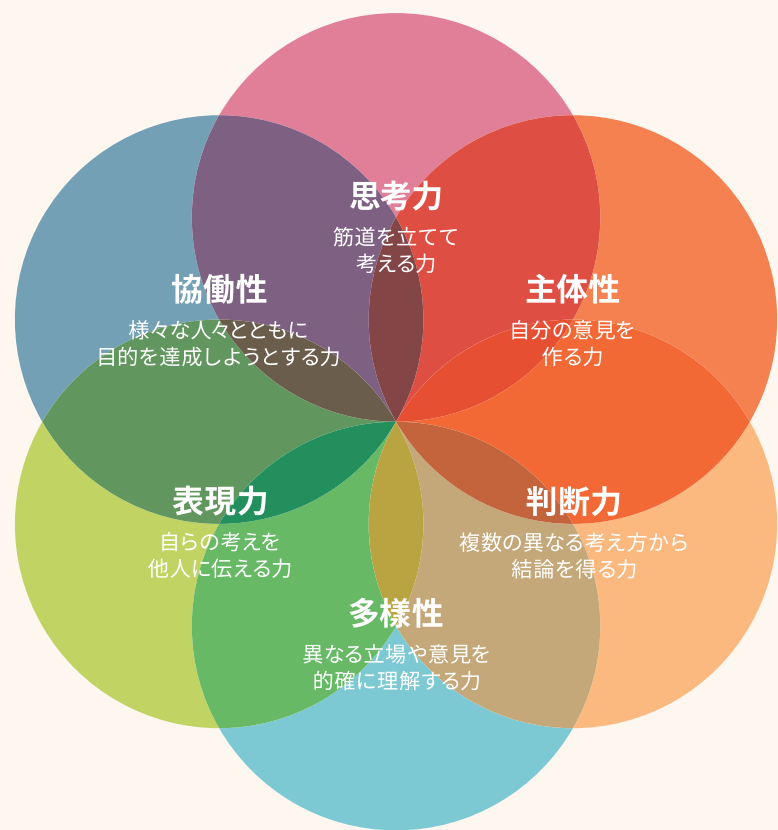 思考力
筋道を立てて
考える力
協働性
様々な人々とともに
目的を達成しようとする力
主体性
自分の意見を
作る力
表現力
自らの考えを
他人に伝える力
判断力
複数の異なる考え方から
結論を得る力
多様性
異なる立場や意見を
的確に理解する力